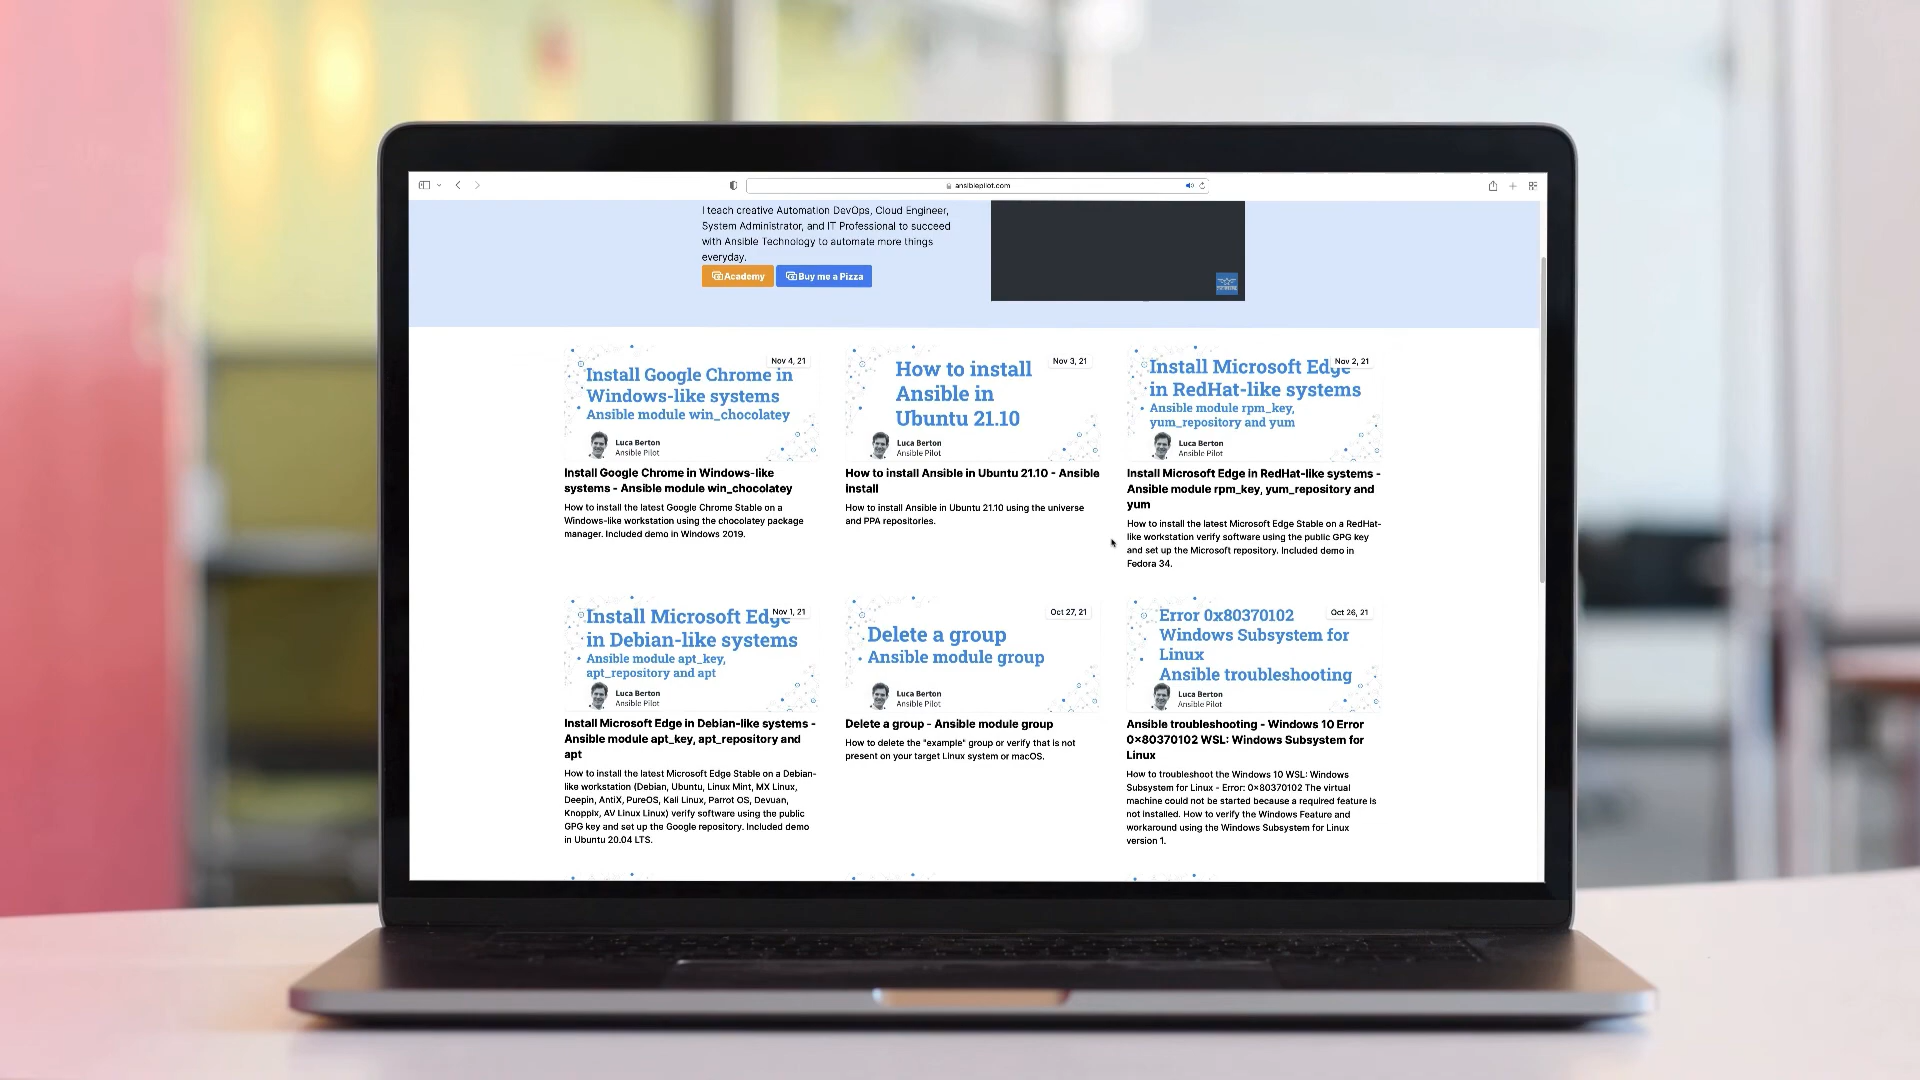 ansiblepilot.com
I teach creative Automation DevOps, Cloud Engineer,
System Administrator, and IT Professional to succeed
with Ansible Technology to automate more things
everyday.
Academy
Buy me a Pizza
Nov 4, 21
Install Google Chrome in
Windows-like systems
Ansible module win_chocolatey
Luca Berton
Ansible Pilot
Install Google Chrome in Windows-like
systems - Ansible module win_chocolatey
How to install the latest Google Chrome Stable on a
Windows-like workstation using the chocolatey package
manager. Included demo in Windows 2019.
Nov 3, 21
How to install
Ansible in
Ubuntu 21.10
Luca Berton
Ansible Pilot
How to install Ansible in Ubuntu 21.10 - Ansible
install
How to install Ansible in Ubuntu 21.10 using the universe
and PPA repositories.
Nov 2, 21
Install Microsoft Edge
in RedHat-like systems
Ansible module rpm_key,
yum_repository and yum
Luca Berton
Ansible Pilot
Install Microsoft Edge in RedHat-like systems -
Ansible module rpm_key, yum_repository and
yum
How to install the latest Microsoft Edge Stable on a RedHat-
like workstation verify software using the public GPG key
and set up the Microsoft repository. Included demo in
Fedora 34.
Nov 1, 21
Install Microsoft Edge
in Debian-like systems
Ansible module apt_key,
apt_repository and apt
Luca Berton
Ansible Pilot
Install Microsoft Edge in Debian-like systems -
Ansible module apt_key, apt_repository and
apt
How to install the latest Microsoft Edge Stable on a Debian-
like workstation (Debian, Ubuntu, Linux Mint, MX Linux,
Deepin, AntiX, PureOS, Kali Linux, Parrot OS, Devuan,
Knoppix, AV Linux Linux) verify software using the public
GPG key and set up the Google repository. Included demo
in Ubuntu 20.04 LTS.
Oct 27, 21
Delete a group
Ansible module group
Luca Berton
Ansible Pilot
Delete a group - Ansible module group
How to delete the "example" group or verify that is not
present on your target Linux system or macOS.
Oct 26, 21
Error 0x80370102
Windows Subsystem for
Linux
Ansible troubleshooting
Luca Berton
Ansible Pilot
Ansible troubleshooting - Windows 10 Error
0x80370102 WSL: Windows Subsystem for
Linux
How to troubleshoot the Windows 10 WSL: Windows
Subsystem for Linux - Error: 0x80370102 The virtual
machine could not be started because a required feature is
not installed. How to verify the Windows Feature and
workaround using the Windows Subsystem for Linux
version 1.